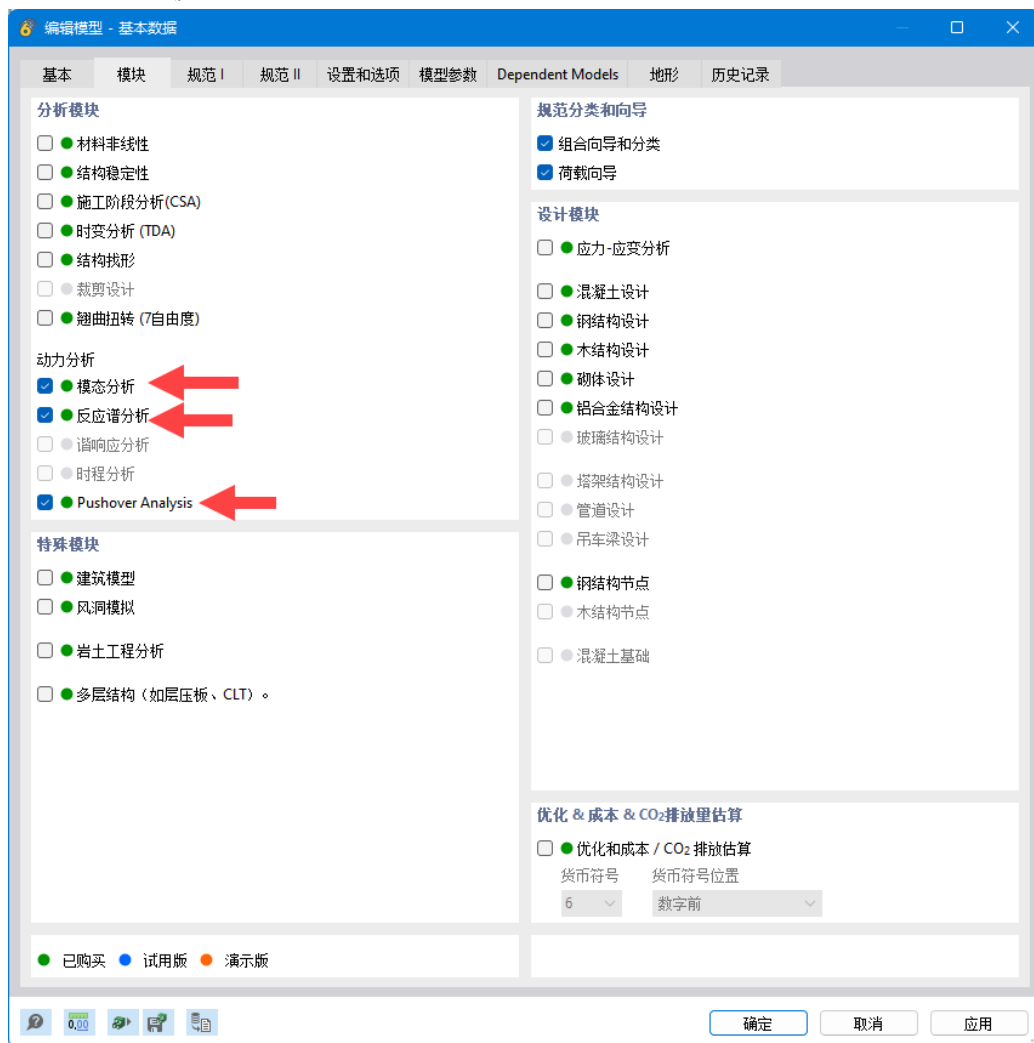 编辑模型 - 基本数据
基本 模块 规范 I 规范 II 设置和选项 模型参数 Dependent Models 地形 历史记录
分析模块
材料非线性
结构稳定性
施工阶段分析(CSA)
时变分析 (TDA)
结构找形
裁剪设计
翘曲扭转 (7自由度)
动力分析
模态分析
反应谱分析
谐响应分析
时程分析
Pushover Analysis
特殊模块
建筑模型
风洞模拟
岩土工程分析
多层结构（如层压板、CLT）。
规范分类和向导
组合向导和分类
荷载向导
设计模块
应力-应变分析
混凝土设计
钢结构设计
木结构设计
砌体设计
铝合金结构设计
玻璃结构设计
塔架结构设计
管道设计
吊车梁设计
钢结构节点
木结构节点
混凝土基础
优化 & 成本 & CO2排放量估算
优化和成本 / CO2 排放估算
货币符号 货币符号位置
6 数字前
已购买 试用版 演示版
0,00
确定 取消 应用